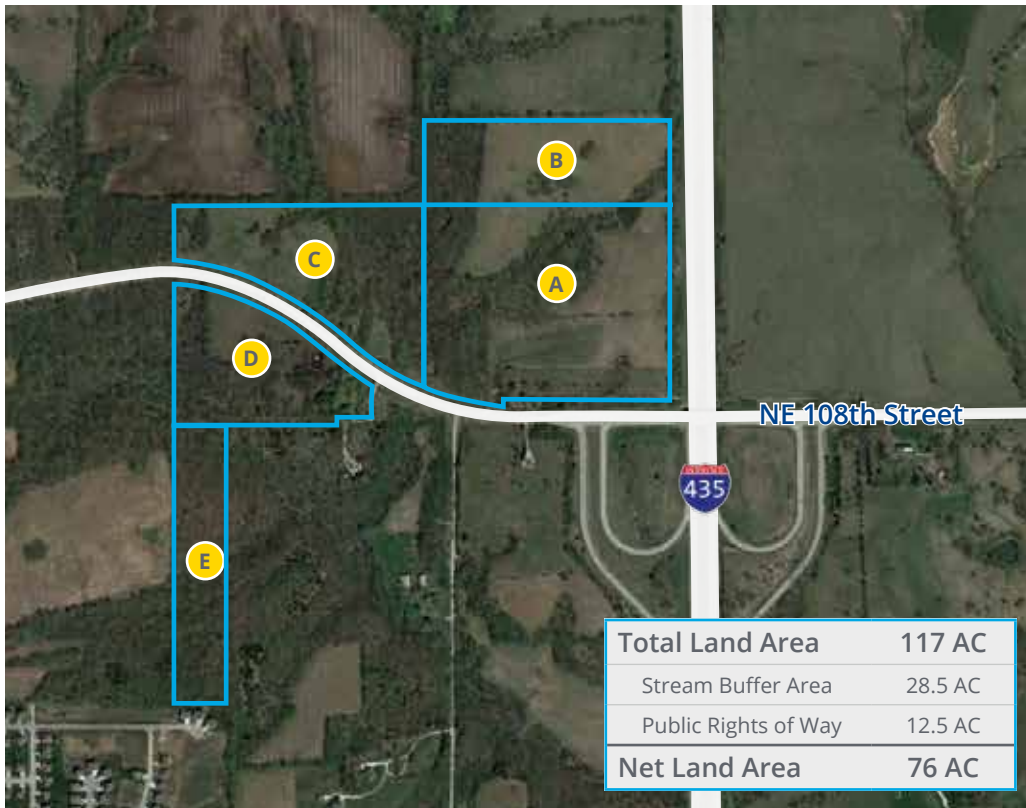 B
C
A
D
NE 108th Street
435
E
Total Land Area 117 AC
Stream Buffer Area 28.5 AC
Public Rights of Way 12.5 AC
Net Land Area 76 AC